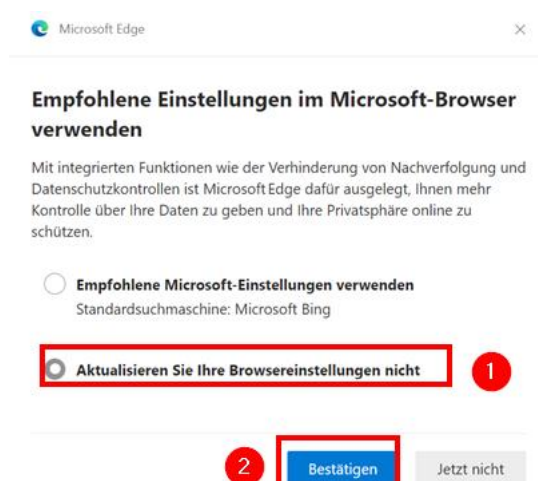 Microsoft Edge
Empfohlene Einstellungen im Microsoft-Browser
verwenden
Mit integrierten Funktionen wie der Verhinderung von Nachverfolgung und
Datenschutzkontrollen ist Microsoft Edge dafür ausgelegt, Ihnen mehr
Kontrolle über Ihre Daten zu geben und Ihre Privatsphäre online zu
schützen.
Empfohlene Microsoft-Einstellungen verwenden
Standardsuchmaschine: Microsoft Bing
Aktualisieren Sie Ihre Browsereinstellungen nicht 1
2 Bestätigen Jetzt nicht